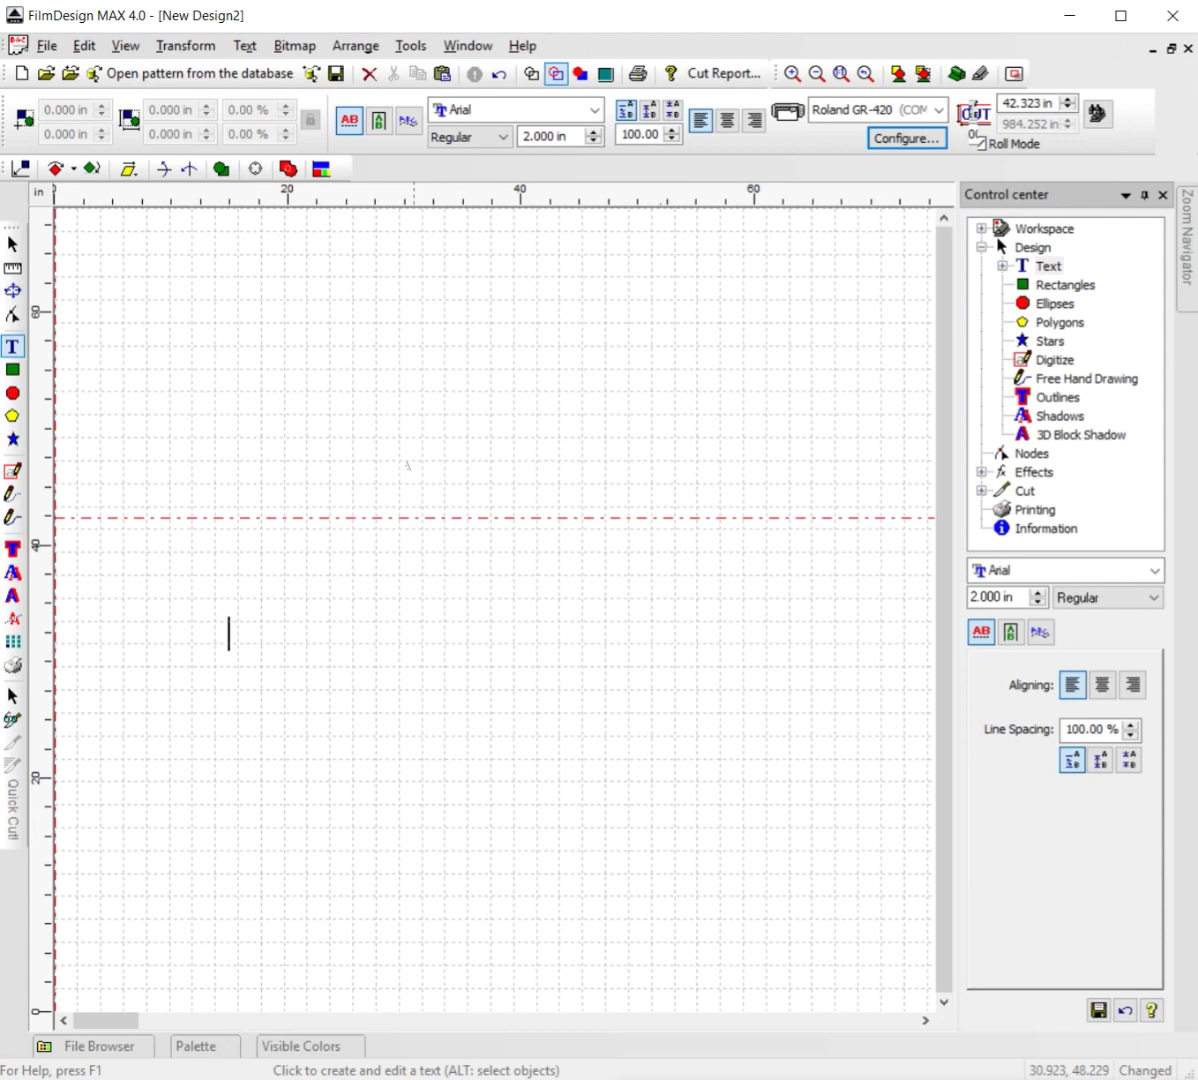 FilmDesign MAX 4.0 - [New Design2]
File Edit View Transform Text Bitmap Arrange Tools Window Help
Open pattern from the database Cut Report...
0.000 in 0.000 in 0.00 % Arial Roland GR-420 (COM 42.323 in
0.000 in 0.000 in 0.00 % Regular 2.000 in 100.00 Configure... 984.252 in
Roll Mode
in 0 20 40 60
60
40
20
0
Quick Cut!
Control center
Zoom Navigator
Workspace
Design
Text
Rectangles
Ellipses
Polygons
Stars
Digitize
Free Hand Drawing
Outlines
Shadows
3D Block Shadow
Nodes
Effects
Cut
Printing
Information
Arial
2.000 in Regular
Aligning:
Line Spacing: 100.00 %
File Browser Palette Visible Colors
For Help, press F1 Click to create and edit a text (ALT: select objects) 30.923, 48.229 Changed